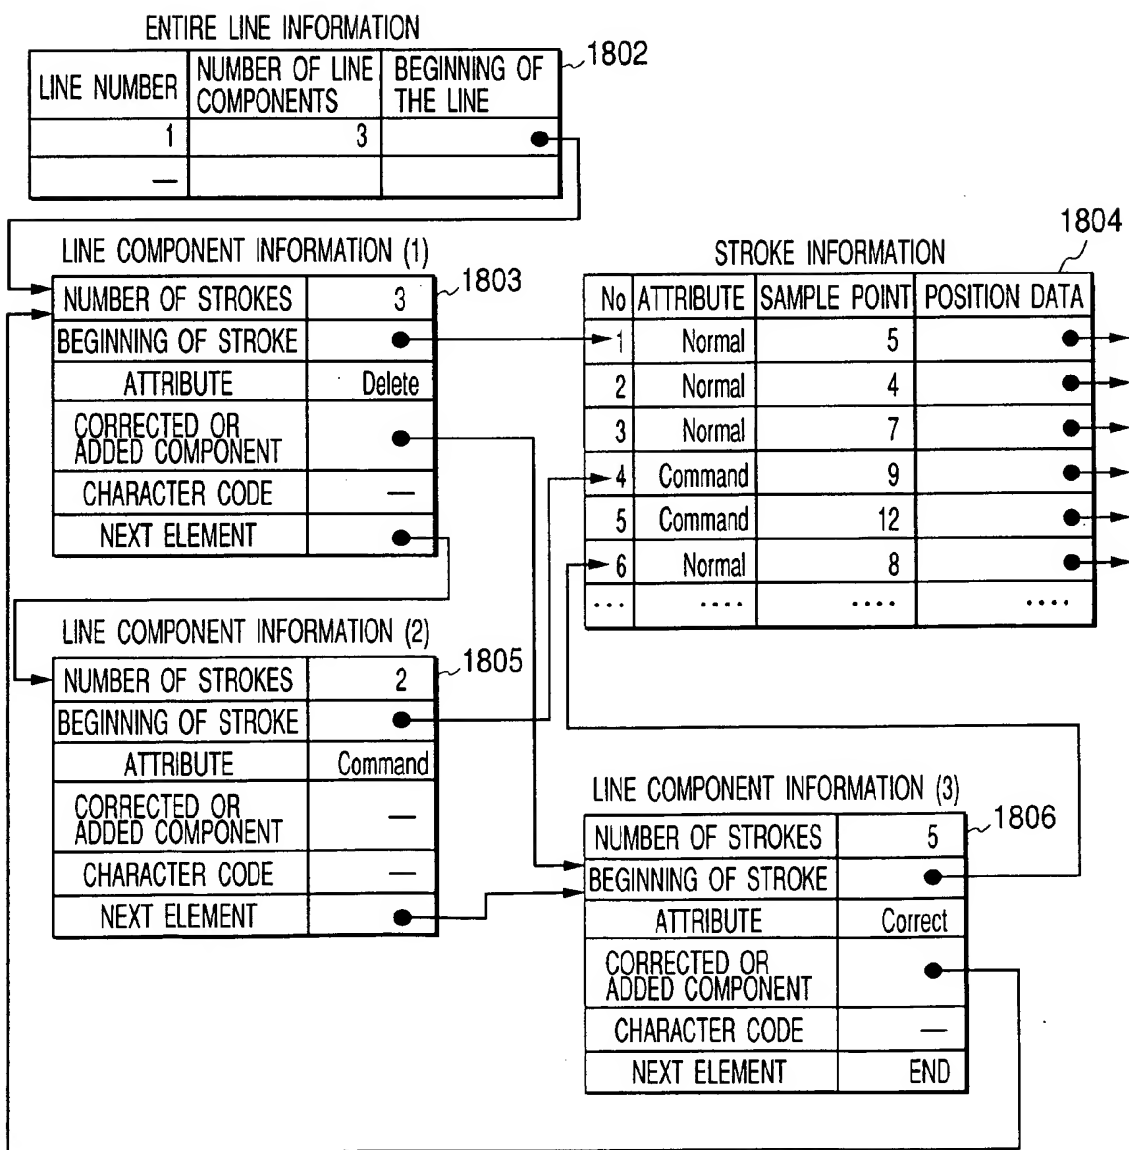 ENTIRE LINE INFORMATION
1802
LINE NUMBER NUMBER OF LINE COMPONENTS BEGINNING OF THE LINE
1 3
—
LINE COMPONENT INFORMATION (1)
1803
NUMBER OF STROKES 3
BEGINNING OF STROKE
ATTRIBUTE Delete
CORRECTED OR
ADDED COMPONENT
CHARACTER CODE —
NEXT ELEMENT
1804
STROKE INFORMATION
No ATTRIBUTE SAMPLE POINT POSITION DATA
1 Normal 5
2 Normal 4
3 Normal 7
4 Command 9
5 Command 12
6 Normal 8
... .... .... ....
LINE COMPONENT INFORMATION (2)
1805
NUMBER OF STROKES 2
BEGINNING OF STROKE
ATTRIBUTE Command
CORRECTED OR
ADDED COMPONENT —
CHARACTER CODE —
NEXT ELEMENT
LINE COMPONENT INFORMATION (3)
1806
NUMBER OF STROKES 5
BEGINNING OF STROKE
ATTRIBUTE Correct
CORRECTED OR
ADDED COMPONENT
CHARACTER CODE —
NEXT ELEMENT END